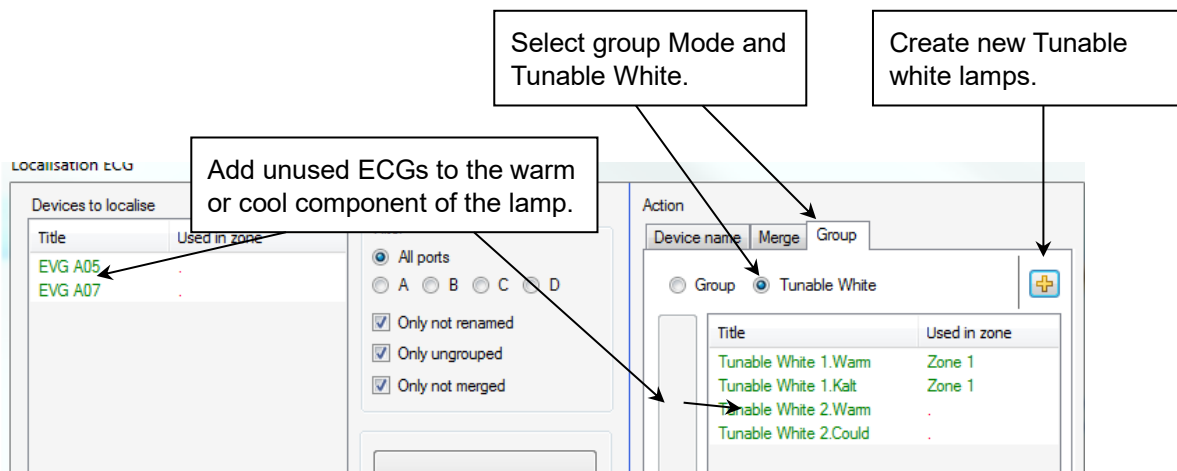 Select group Mode and
Tunable White.
Create new Tunable
white lamps.
Add unused ECGs to the warm
or cool component of the lamp.
Localisation ECG
Devices to localise
Title Used in zone
EVG A05 .
EVG A07 .
All ports
A B C D
Only not renamed
Only ungrouped
Only not merged
Action
Device name Merge Group
Group Tunable White
Title Used in zone
Tunable White 1.Warm Zone 1
Tunable White 1.Kalt Zone 1
Tunable White 2.Warm .
Tunable White 2.Could .